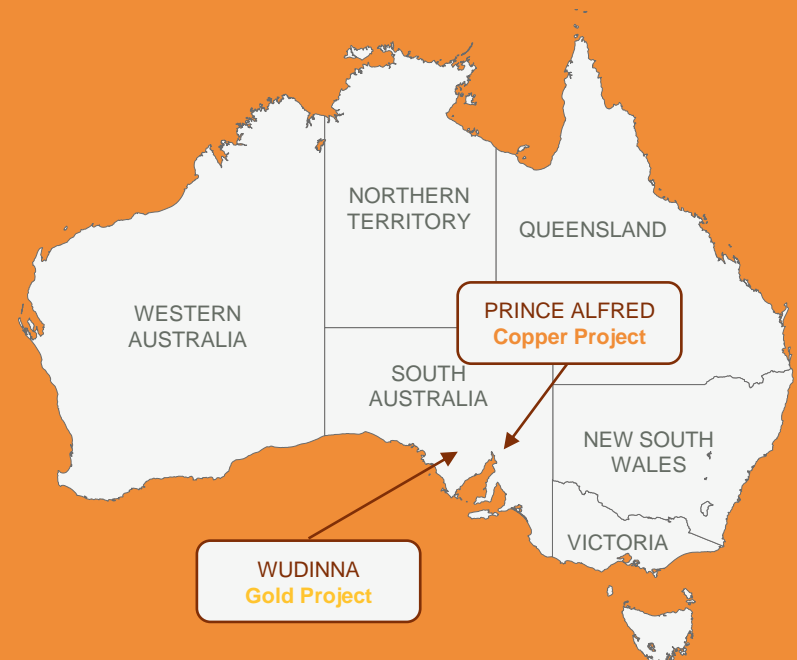 NORTHERN
TERRITORY
QUEENSLAND
PRINCE ALFRED
Copper Project
WESTERN
AUSTRALIA
SOUTH
AUSTRALIA
NEW SOUTH
WALES
VICTORIA
WUDINNA
Gold Project